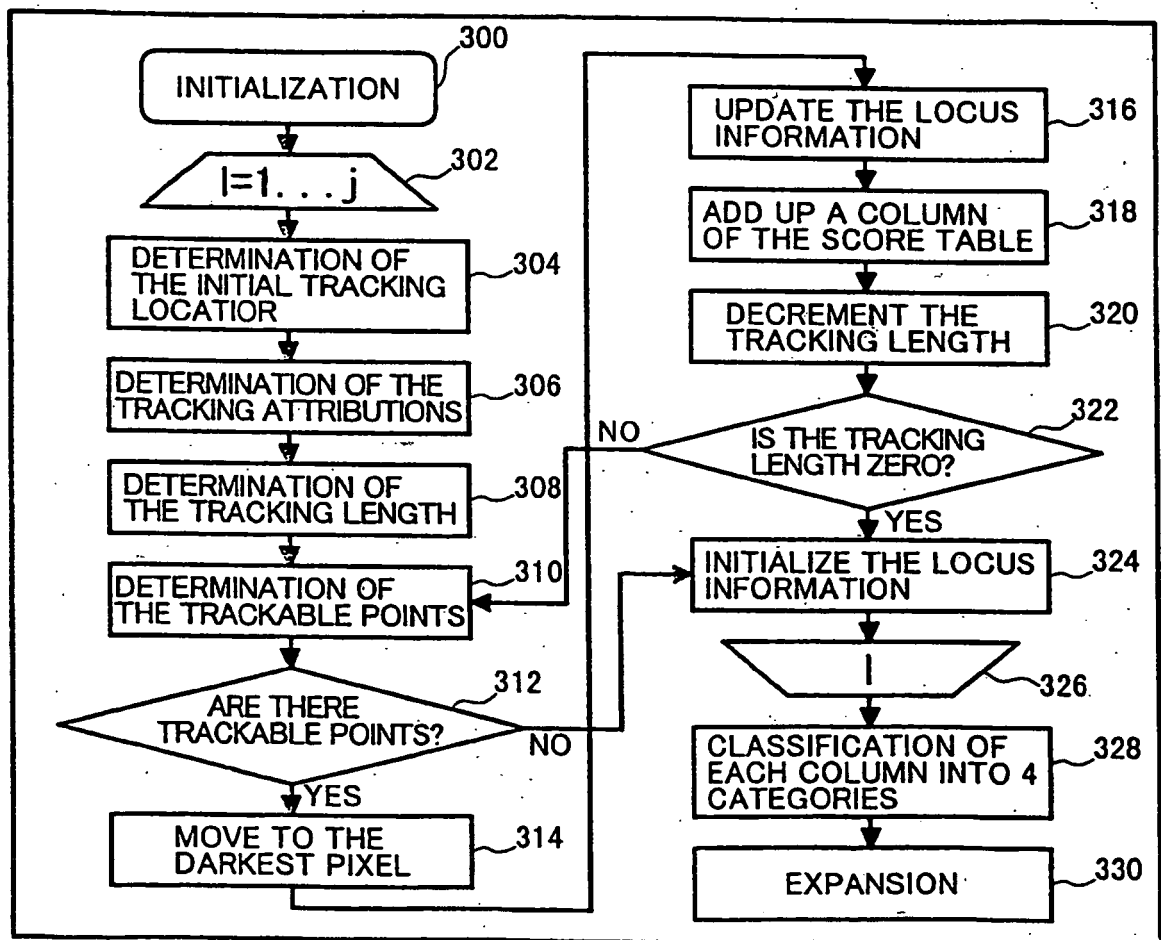 300
INITIALIZATION
302
I=1...j
DETERMINATION OF
THE INITIAL TRACKING
LOCATIOR
304
DETERMINATION OF THE
TRACKING ATTRIBUTIONS
306
DETERMINATION OF
THE TRACKING LENGTH
308
DETERMINATION OF
THE TRACKABLE POINTS
310
ARE THERE
TRACKABLE POINTS?
312
NO
YES
MOVE TO THE
DARKEST PIXEL
314
UPDATE THE LOCUS
INFORMATION
316
ADD UP A COLUMN
OF THE SCORE TABLE
318
DECREMENT THE
TRACKING LENGTH
320
IS THE TRACKING
LENGTH ZERO?
322
NO
YES
INITIALIZE THE LOCUS
INFORMATION
324
I
326
CLASSIFICATION OF
EACH COLUMN INTO 4
CATEGORIES
328
EXPANSION
330